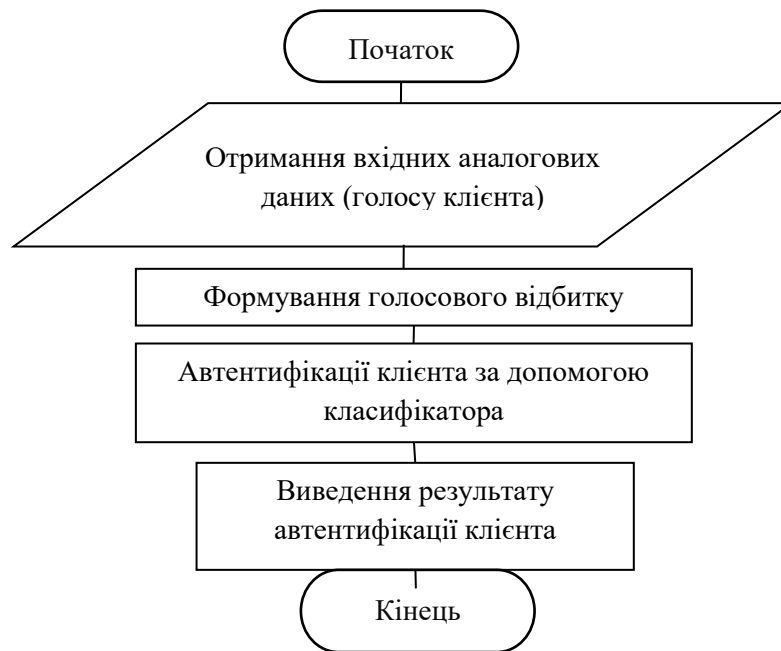 Початок
Отримання вхідних аналогових
даних (голосу клієнта)
Формування голосового відбитку
Автентифікації клієнта за допомогою
класифікатора
Виведення результату
автентифікації клієнта
Кінець